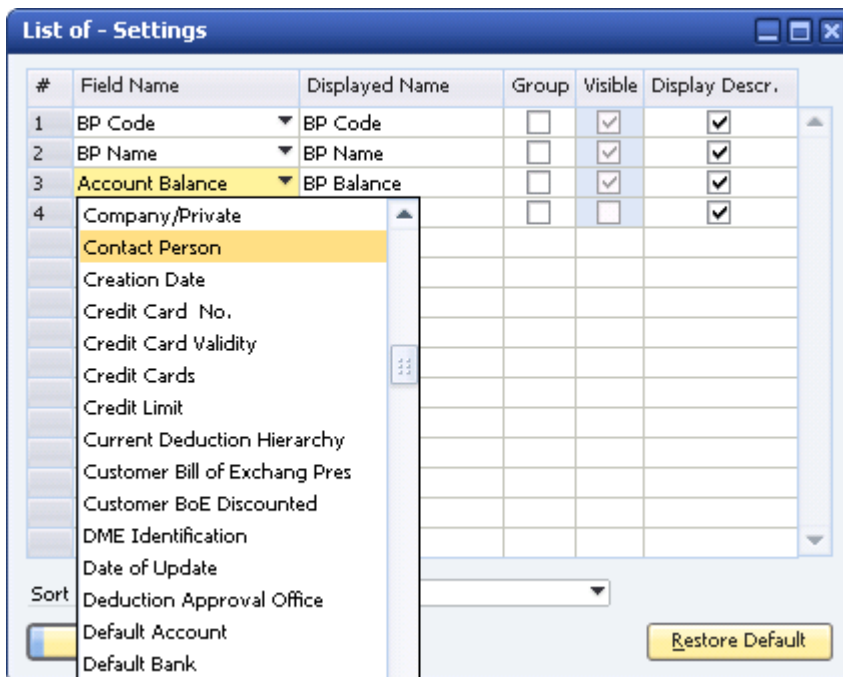 List of - Settings
# Field Name Displayed Name Group Visible Display Descr.
1 BP Code BP Code
2 BP Name BP Name
3 Account Balance BP Balance
4
Company/Private
Contact Person
Creation Date
Credit Card No.
Credit Card Validity
Credit Cards
Credit Limit
Current Deduction Hierarchy
Customer Bill of Exchang Pres
Customer BoE Discounted
DME Identification
Date of Update
Sort
Deduction Approval Office
Default Account
Restore Default
Default Bank